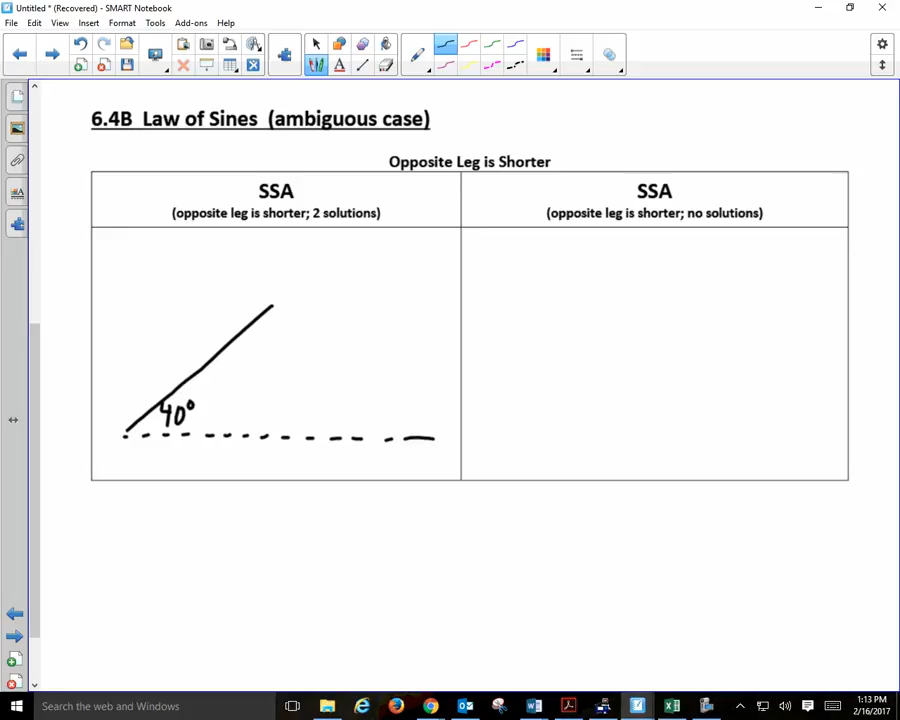 Untitled * (Recovered) - SMART Notebook
File Edit View Insert Format Tools Add-ons Help
6.4B Law of Sines (ambiguous case)
Opposite Leg is Shorter
SSA
(opposite leg is shorter; 2 solutions)
SSA
(opposite leg is shorter; no solutions)
40°
Search the web and Windows
1:13 PM
2/16/2017